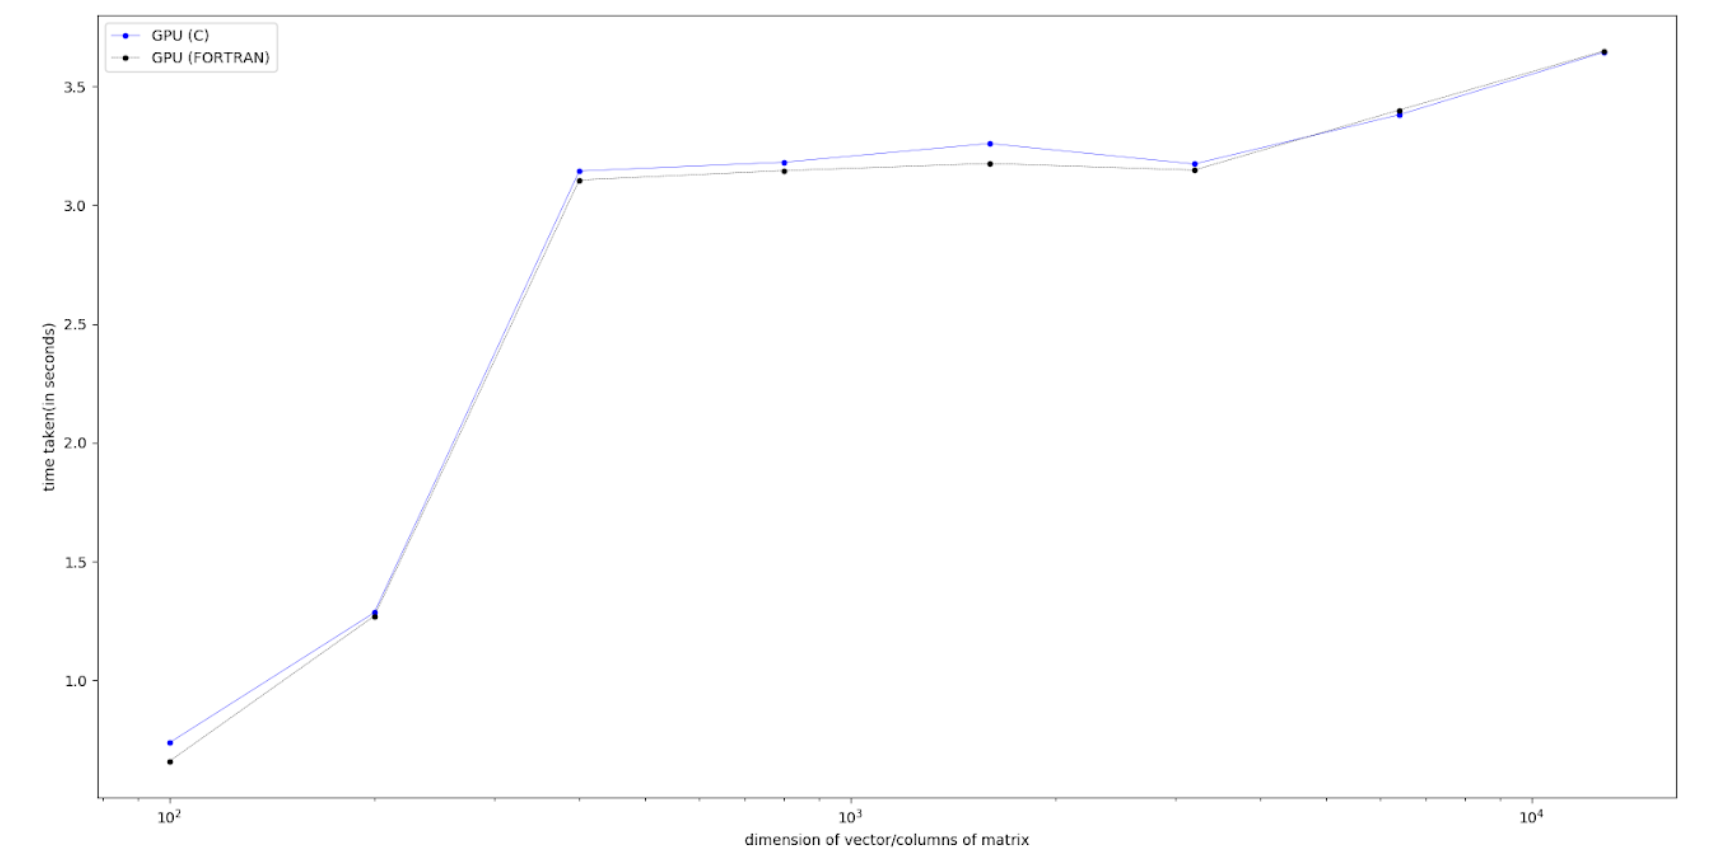 GPU (C)
GPU (FORTRAN)
3.5
3.0
2.5
2.0
1.5
1.0
time taken(in seconds)
10²
10³
10⁴
dimension of vector/columns of matrix